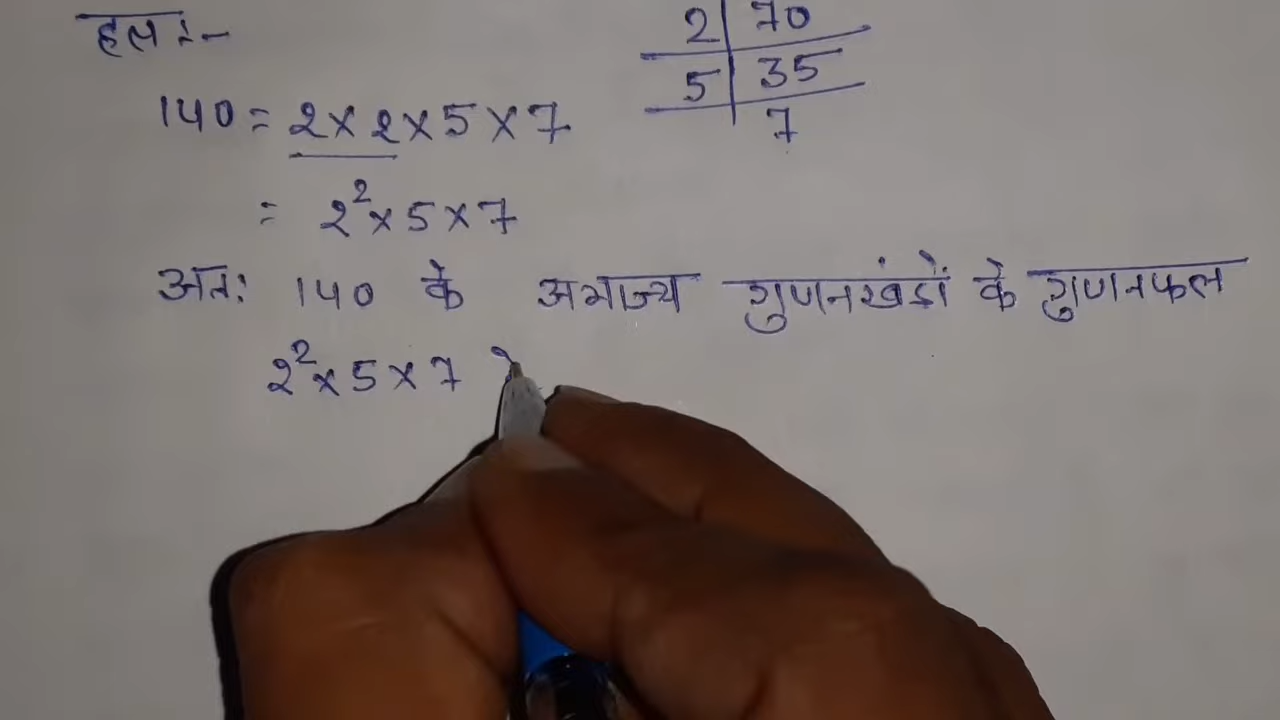 हल :-
2 | 70
5 | 35
7
140 = 2 × 2 × 5 × 7
= 2² × 5 × 7
अतः 140 के अभाज्य गुणनखंडों के गुणनफल
2² × 5 × 7